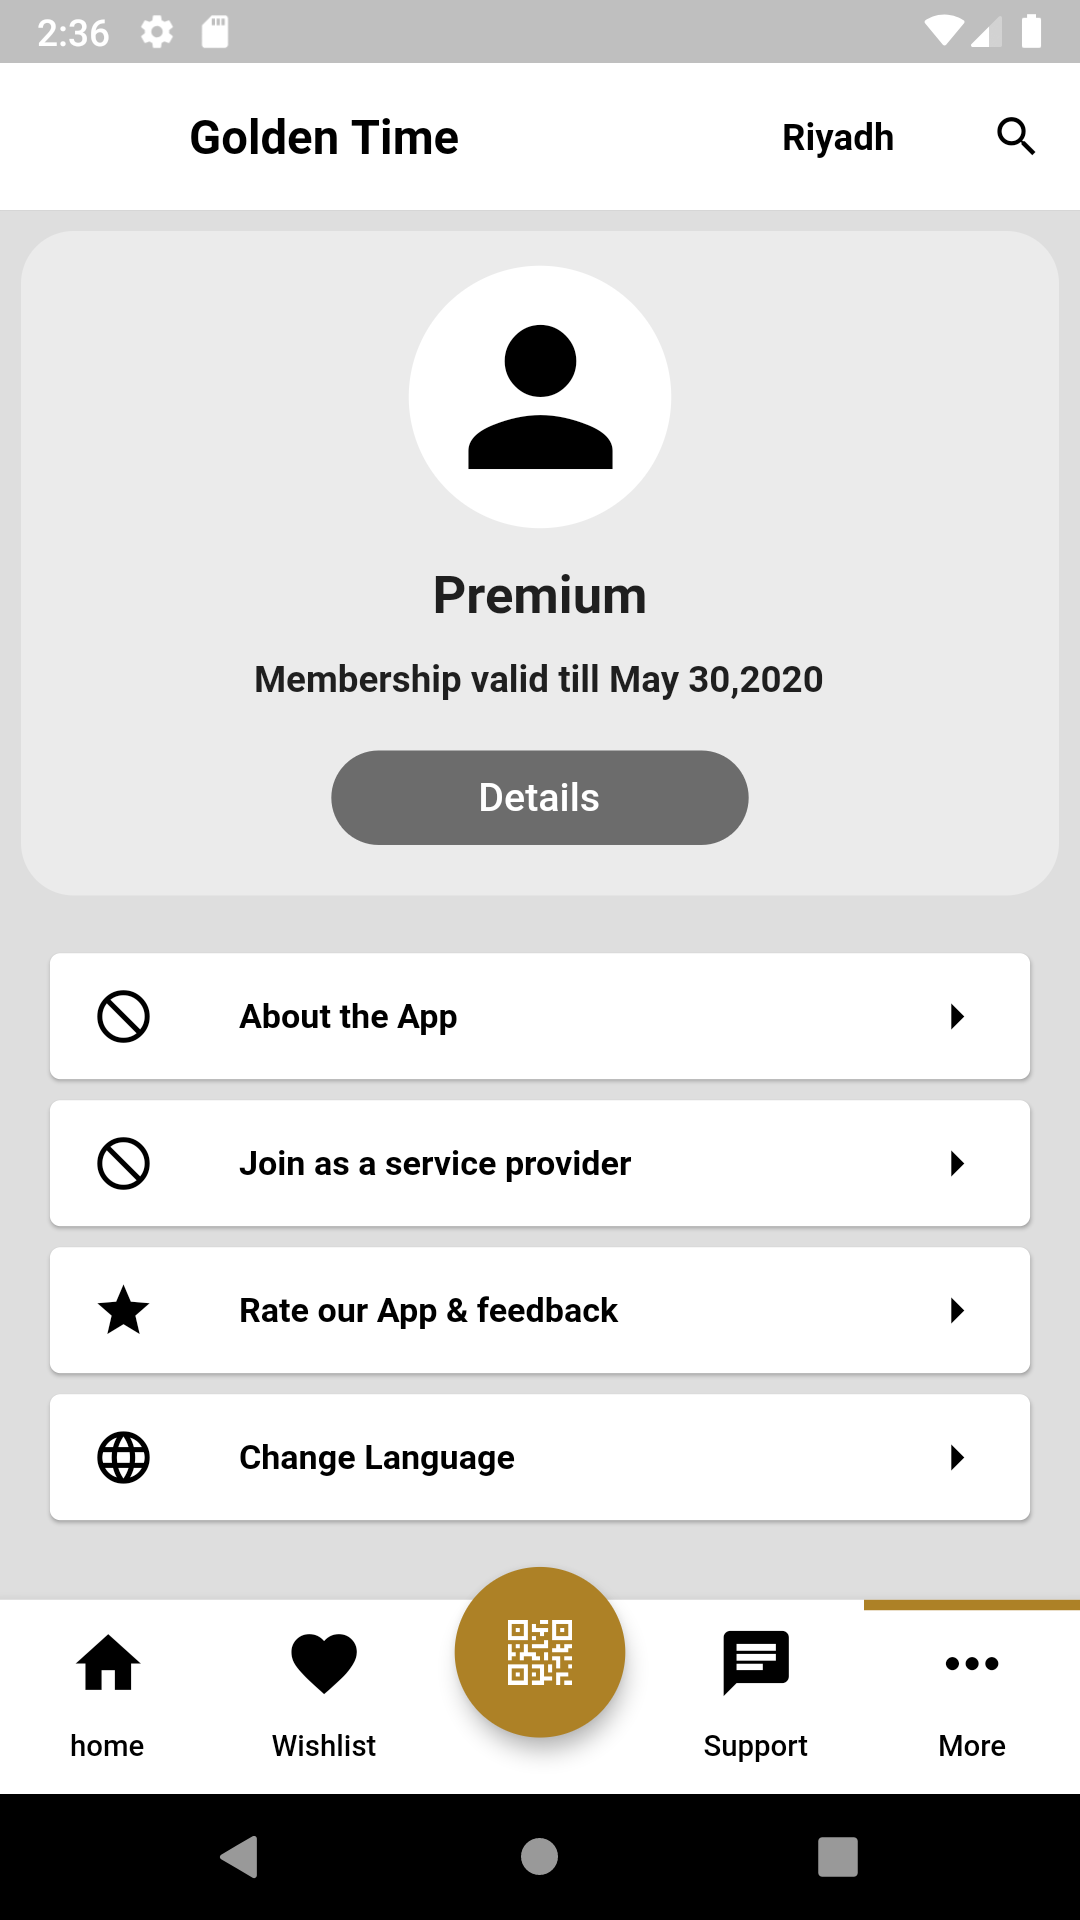 2:36
Golden Time
Riyadh
Premium
Membership valid till May 30,2020
Details
About the App
Join as a service provider
Rate our App & feedback
Change Language
home
Wishlist
Support
More